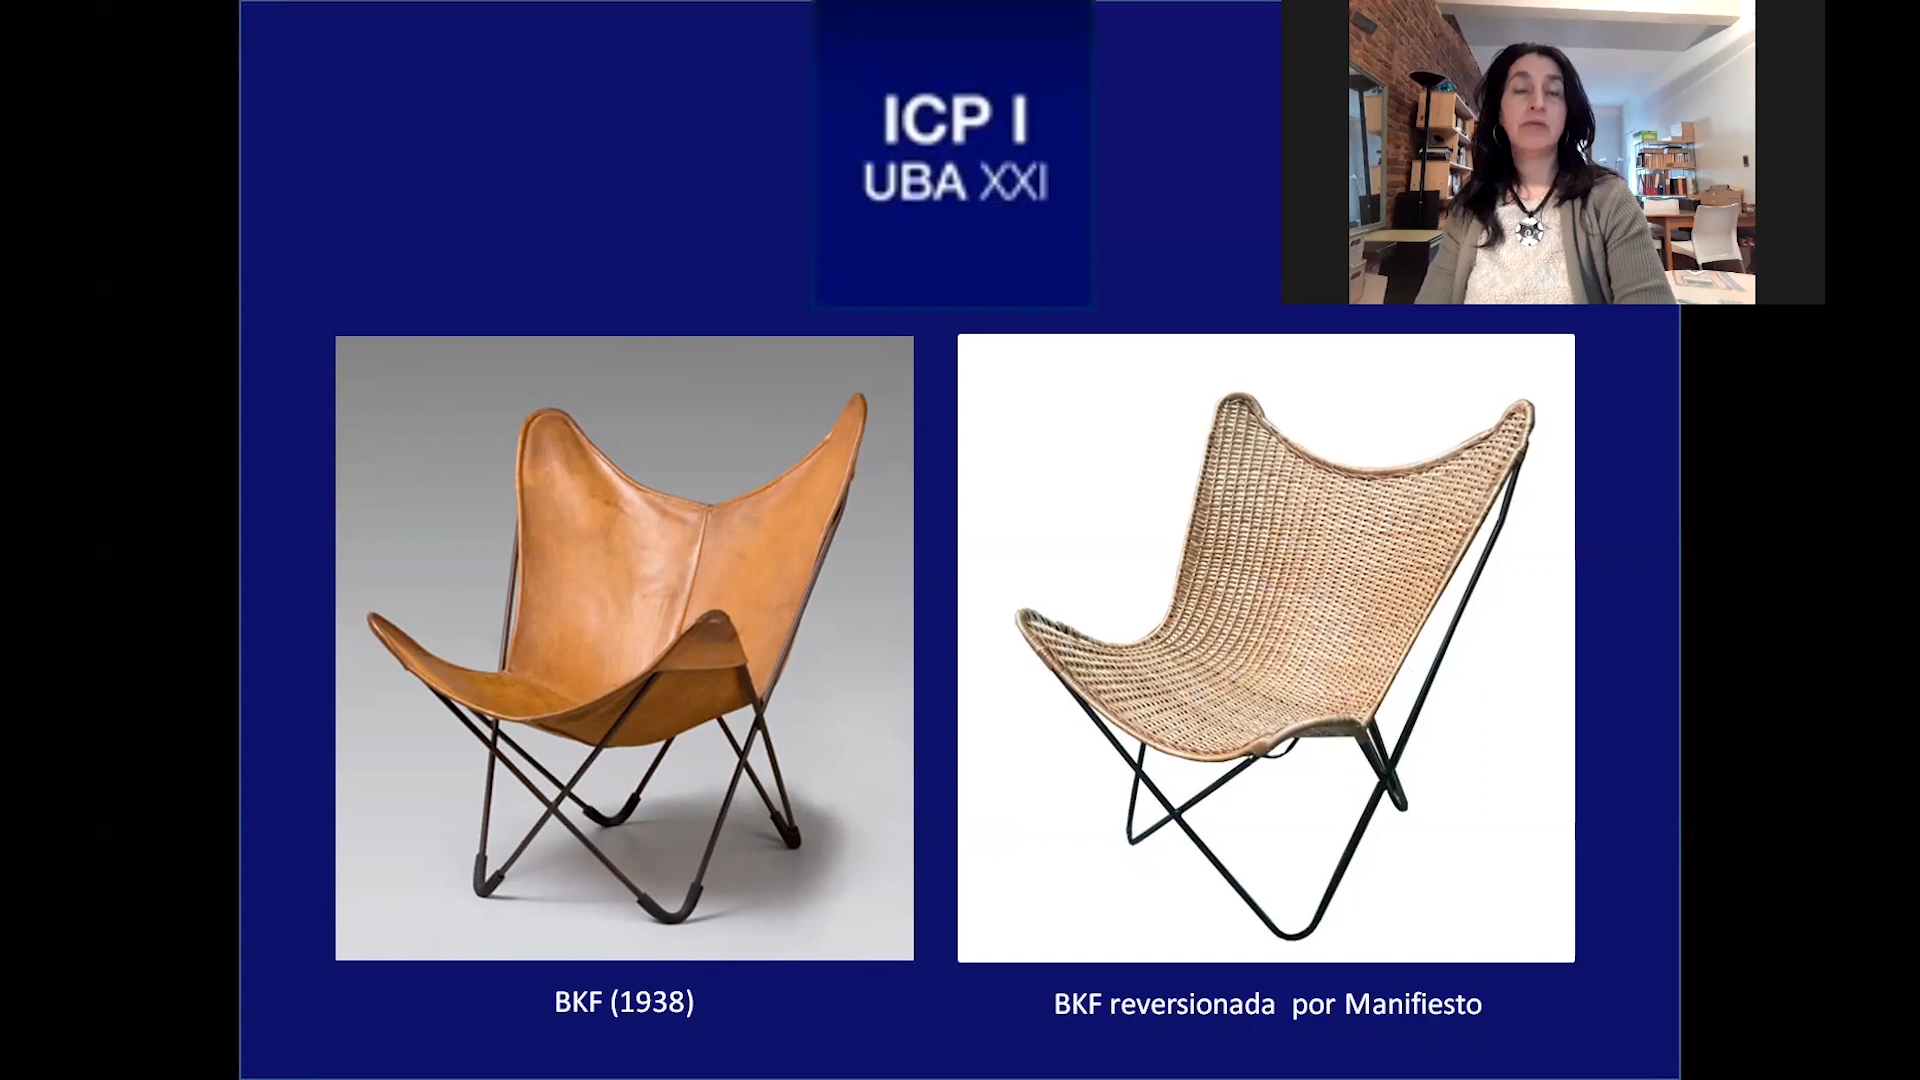 ICP I
UBA XXI
BKF (1938)
BKF reversionada por Manifiesto